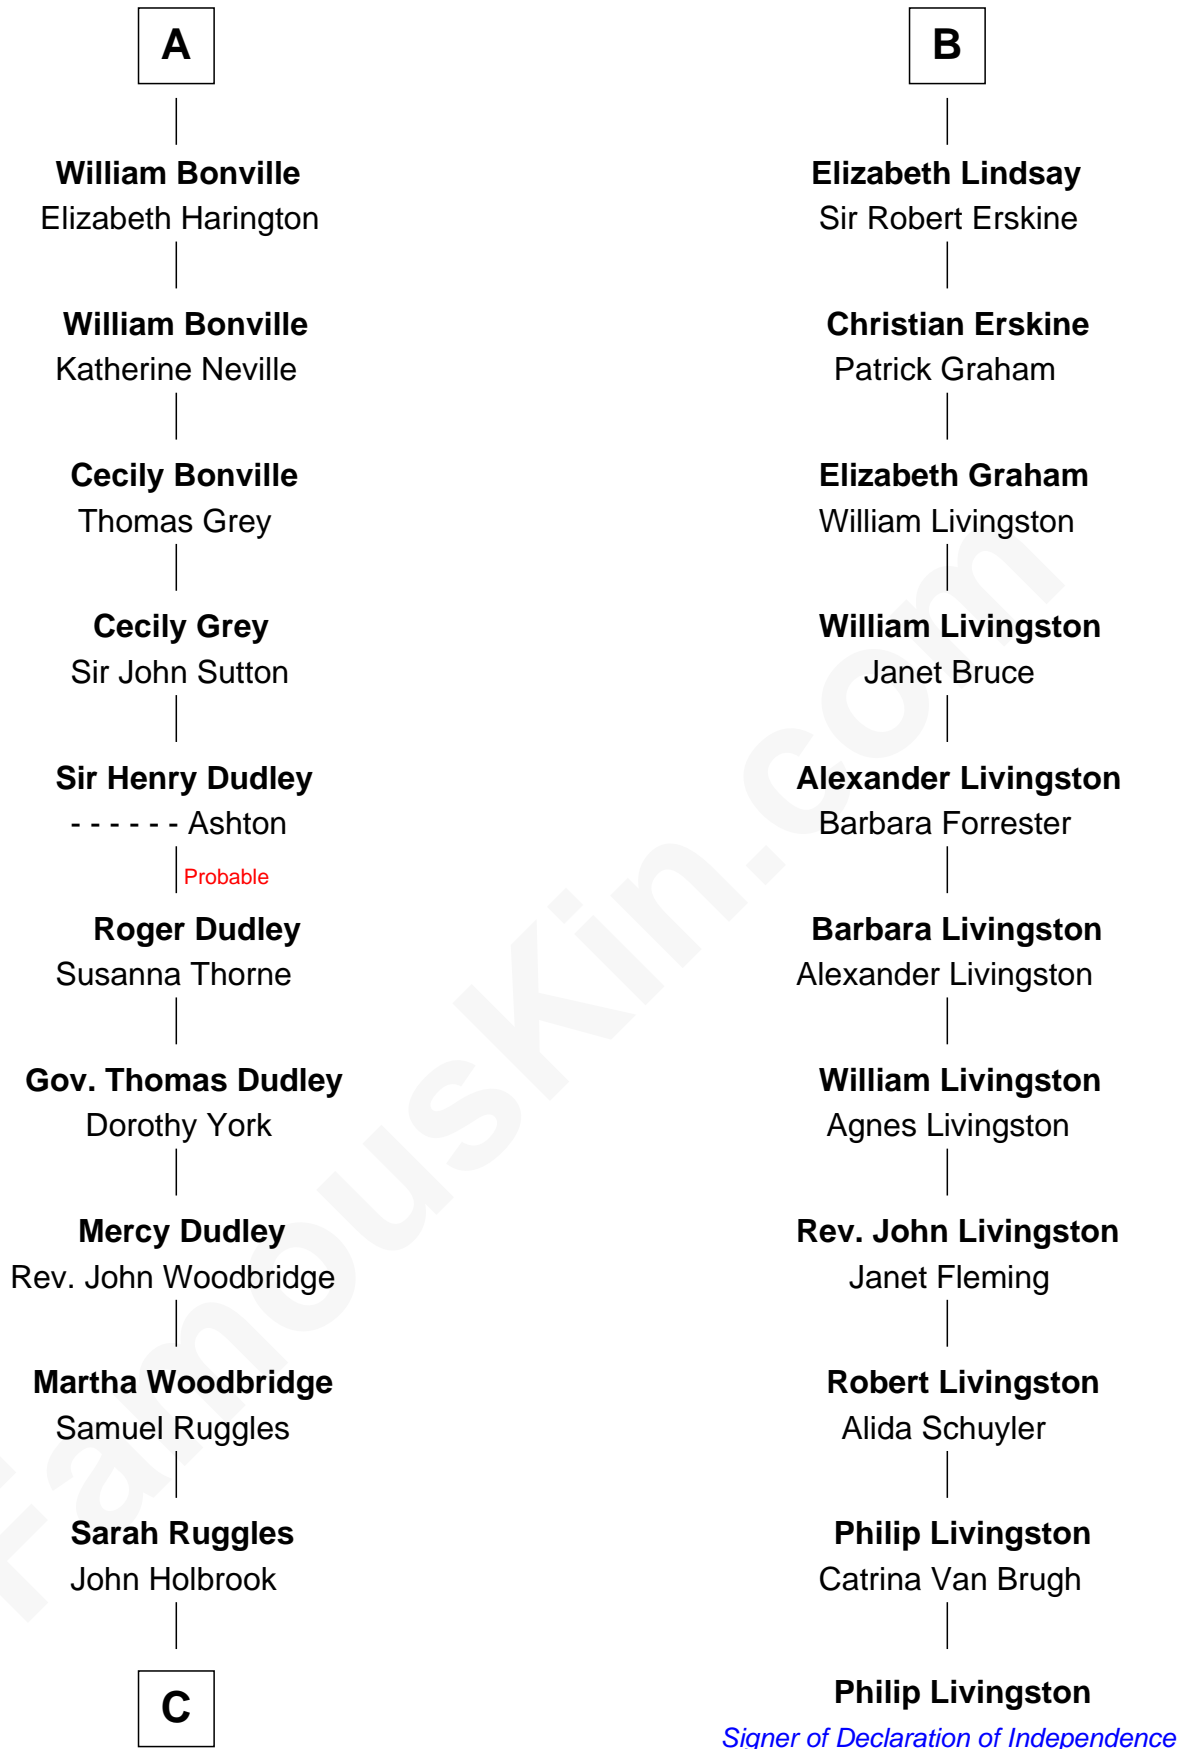 A
William Bonville
Elizabeth Harington
William Bonville
Katherine Neville
Cecily Bonville
Thomas Grey
Cecily Grey
Sir John Sutton
Sir Henry Dudley
- - - - - - Ashton
Probable
Roger Dudley
Susanna Thorne
Gov. Thomas Dudley
Dorothy York
Mercy Dudley
Rev. John Woodbridge
Martha Woodbridge
Samuel Ruggles
Sarah Ruggles
John Holbrook
C
B
Elizabeth Lindsay
Sir Robert Erskine
Christian Erskine
Patrick Graham
Elizabeth Graham
William Livingston
William Livingston
Janet Bruce
Alexander Livingston
Barbara Forrester
Barbara Livingston
Alexander Livingston
William Livingston
Agnes Livingston
Rev. John Livingston
Janet Fleming
Robert Livingston
Alida Schuyler
Philip Livingston
Catrina Van Brugh
Philip Livingston
Signer of Declaration of Independence
FamousKin.com